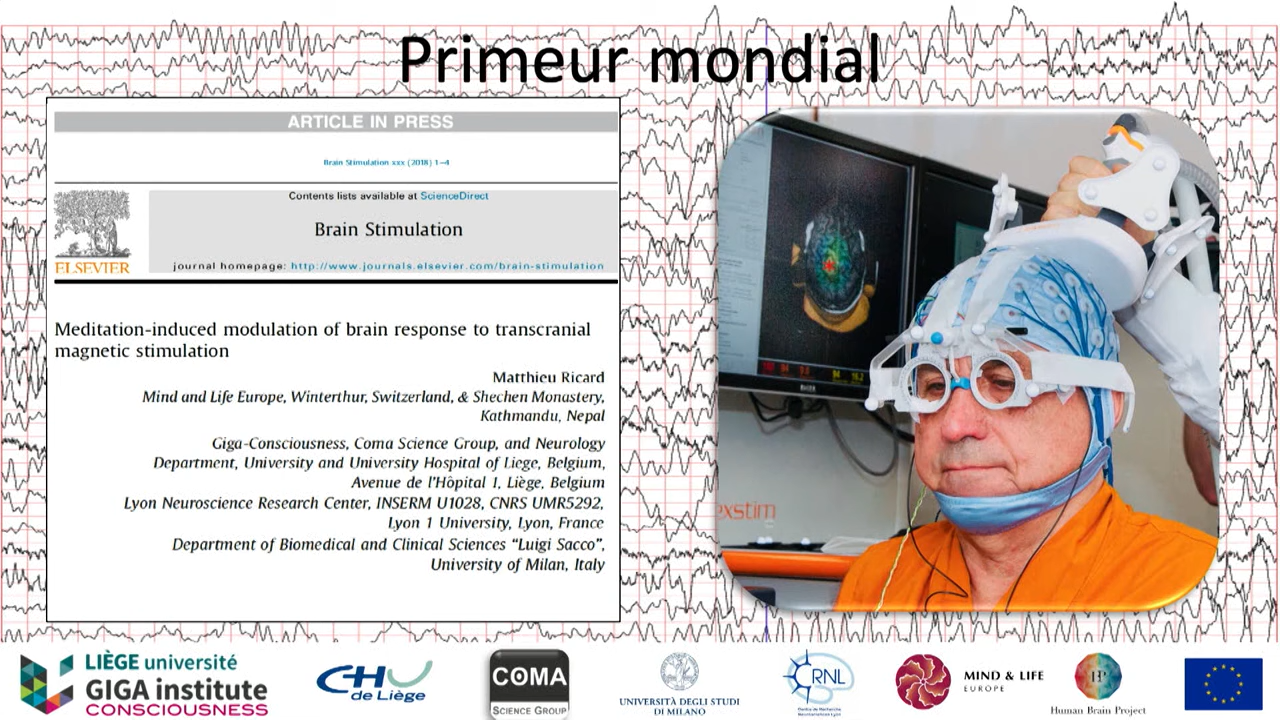 Primeur mondial
ARTICLE IN PRESS
Brain Stimulation xxx (2018) 1–4
Contents lists available at ScienceDirect
Brain Stimulation
ELSEVIER
journal homepage: http://www.journals.elsevier.com/brain-stimulation
Meditation-induced modulation of brain response to transcranial
magnetic stimulation
Matthieu Ricard
Mind and Life Europe, Winterthur, Switzerland, & Shechen Monastery,
Kathmandu, Nepal
Giga-Consciousness, Coma Science Group, and Neurology
Department, University and University Hospital of Liege, Belgium,
Avenue de l'Hôpital 1, Liège, Belgium
Lyon Neuroscience Research Center, INSERM U1028, CNRS UMR5292,
Lyon 1 University, Lyon, France
Department of Biomedical and Clinical Sciences “Luigi Sacco”,
University of Milan, Italy
exstim
LIÈGE université
GIGA institute
CONSCIOUSNESS
CHU
de Liège
COMA
SCIENCE GROUP
UNIVERSITÀ DEGLI STUDI
DI MILANO
CRNL
MIND & LIFE
EUROPE
Human Brain Project